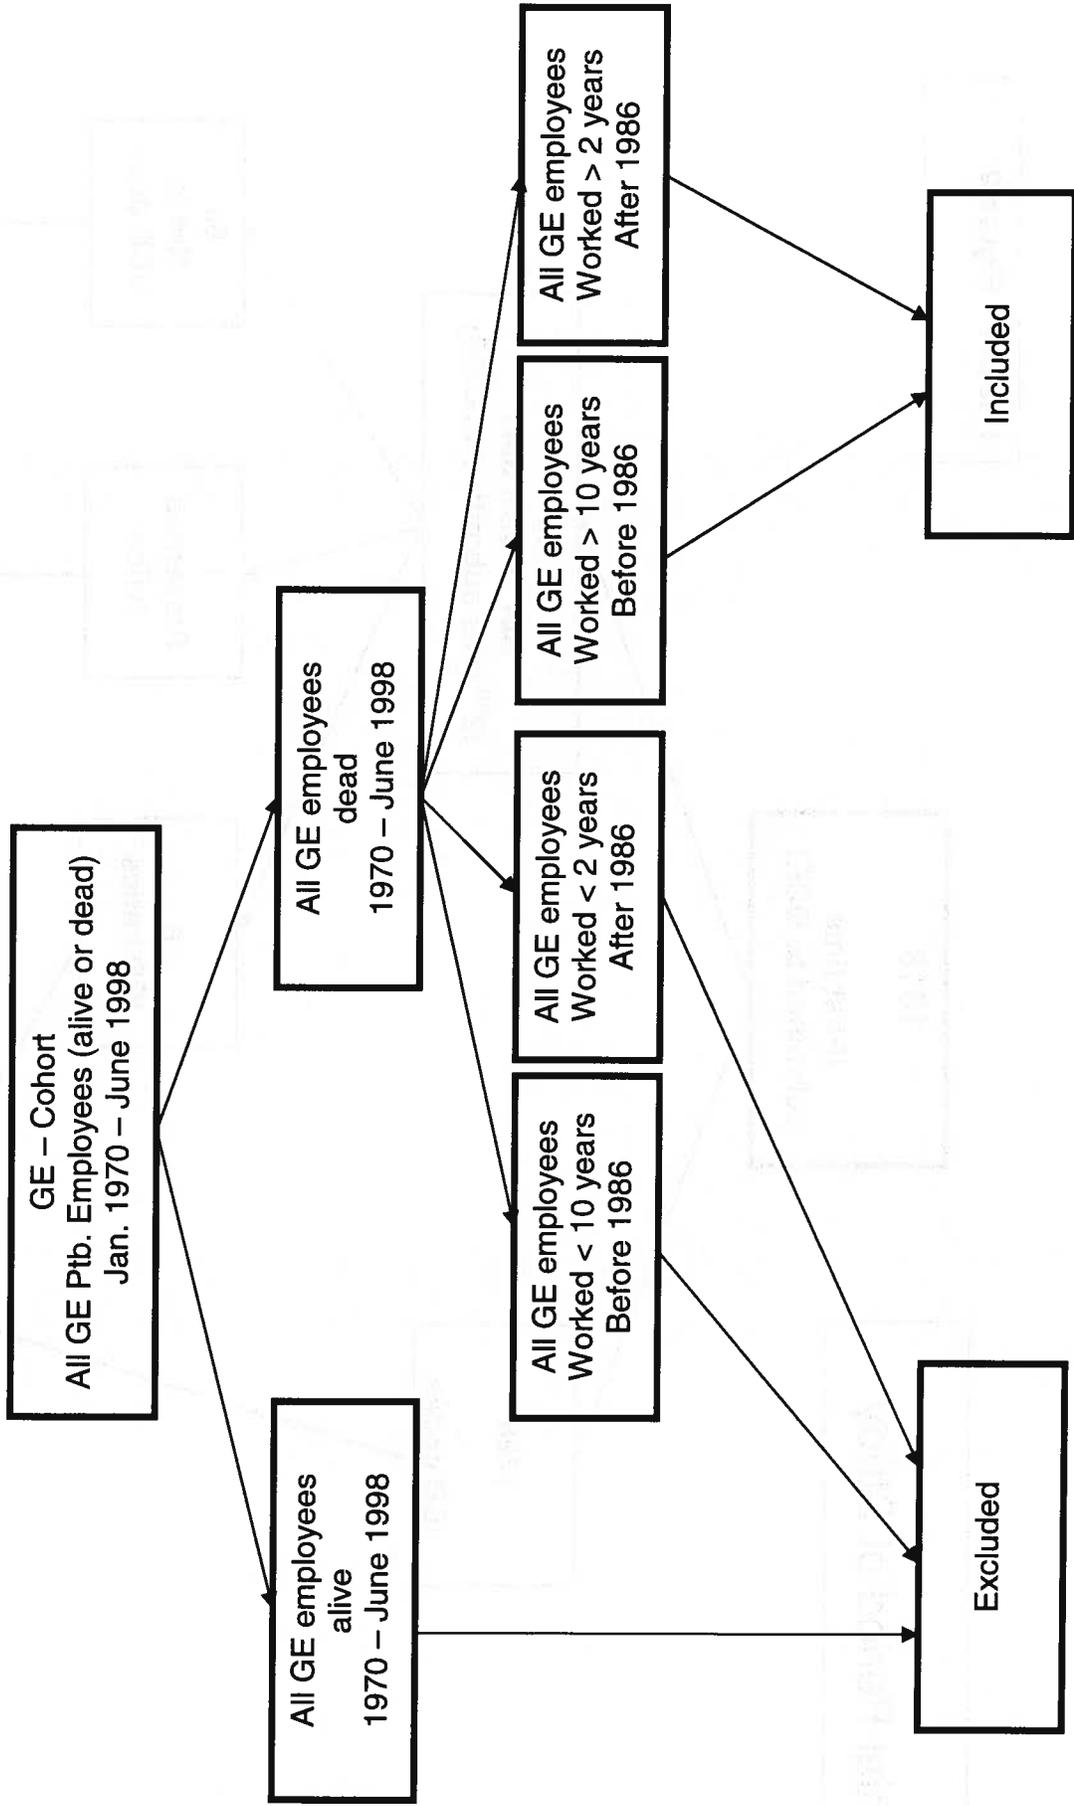 GE – Cohort
All GE Ptb. Employees (alive or dead)
Jan. 1970 – June 1998
All GE employees
alive
1970 – June 1998
All GE employees
dead
1970 – June 1998
All GE employees
Worked < 10 years
Before 1986
All GE employees
Worked < 2 years
After 1986
All GE employees
Worked > 10 years
Before 1986
All GE employees
Worked > 2 years
After 1986
Excluded
Included